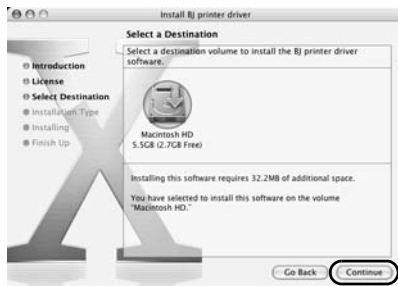 Install BJ printer driver
Select a Destination
Select a destination volume to install the BJ printer driver
software.
Introduction
License
Select Destination
Installation Type
Installing
Finish Up
Macintosh HD
5.5GB (2.7GB Free)
Installing this software requires 32.2MB of additional space.
You have selected to install this software on the volume
"Macintosh HD."
Go Back
Continue